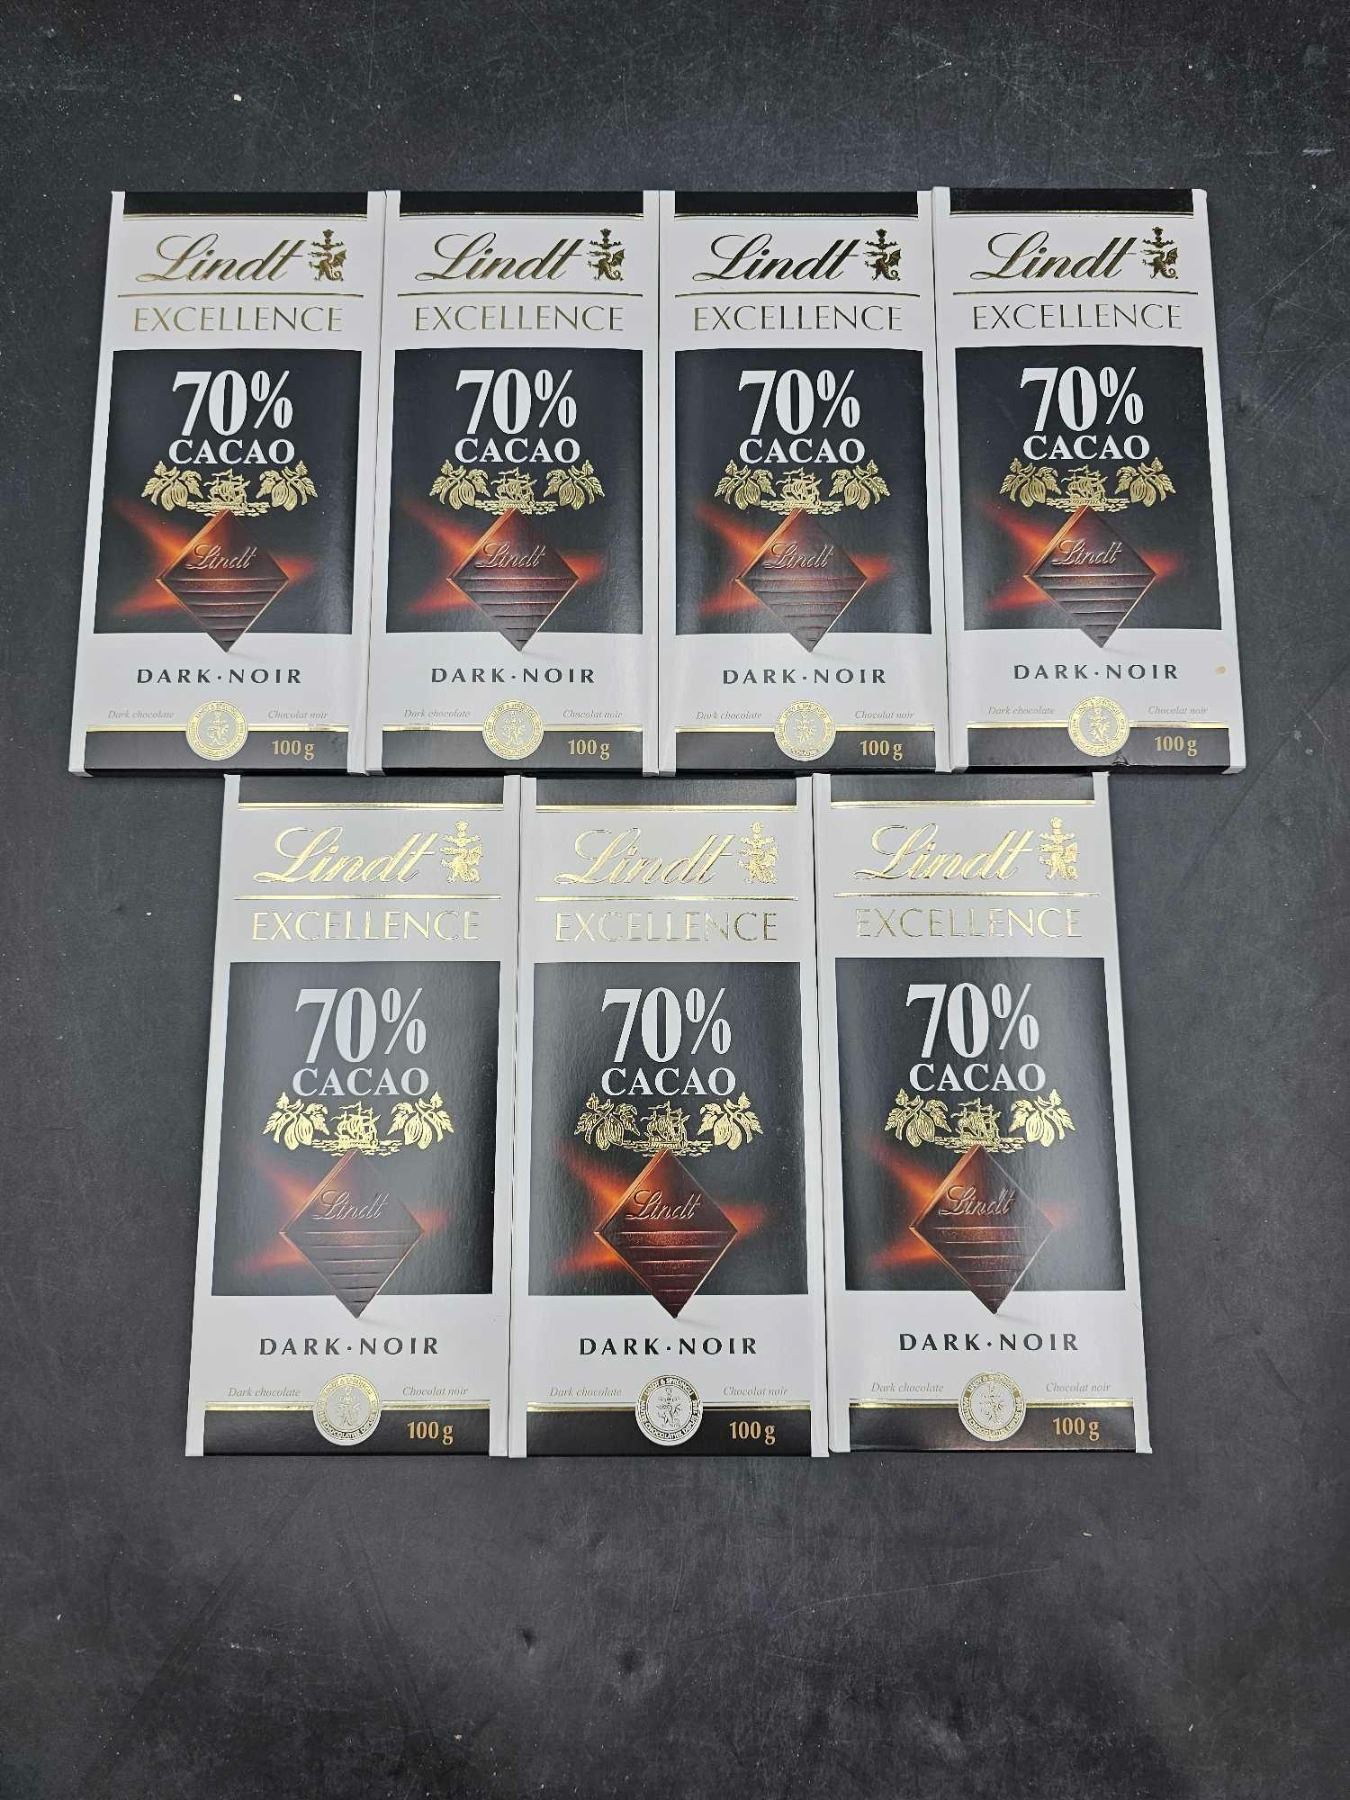 Lindt
EXCELLENCE
70%
CACAO
Lindt
DARK·NOIR
Dark chocolate
Chocolat noir
100 g
Lindt
EXCELLENCE
70%
CACAO
Lindt
DARK·NOIR
Dark chocolate
Chocolat noir
100 g
Lindt
EXCELLENCE
70%
CACAO
Lindt
DARK·NOIR
Dark chocolate
Chocolat noir
100 g
Lindt
EXCELLENCE
70%
CACAO
Lindt
DARK·NOIR
Dark chocolate
Chocolat noir
100 g
Lindt
EXCELLENCE
70%
CACAO
Lindt
DARK·NOIR
Dark chocolate
Chocolat noir
100 g
Lindt
EXCELLENCE
70%
CACAO
Lindt
DARK·NOIR
Dark chocolate
Chocolat noir
LINDT & SPRÜNGLI
100 g
Lindt
EXCELLENCE
70%
CACAO
Lindt
DARK·NOIR
Dark chocolate
Chocolat noir
LINDT & SPRÜNGLI
100 g